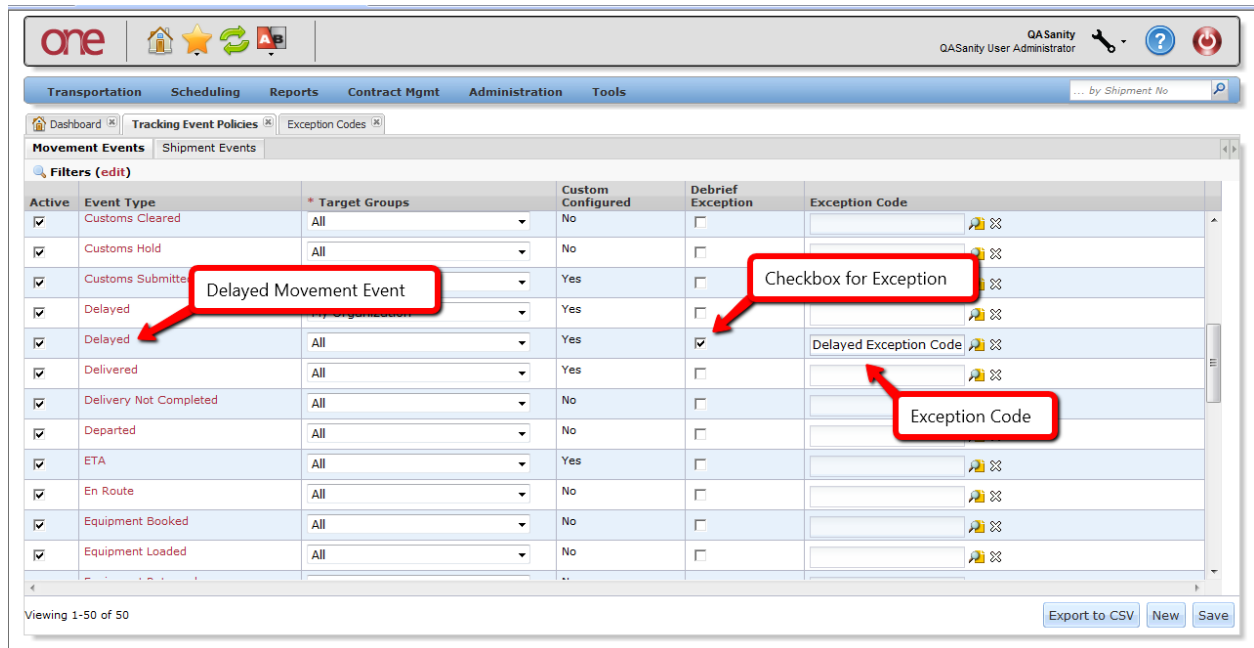 one
AB
QASanity
QASanity User Administrator
?
Transportation Scheduling Reports Contract Mgmt Administration Tools
... by Shipment No
Dashboard Tracking Event Policies Exception Codes
Movement Events Shipment Events
Filters (edit)
Active Event Type * Target Groups Custom Configured Debrief Exception Exception Code
Customs Cleared All No
Customs Hold All No
Customs Submitted Yes
Delayed My Organization Yes
Delayed All Yes Delayed Exception Code
Delivered All Yes
Delivery Not Completed All No
Departed All No
ETA All Yes
En Route All No
Equipment Booked All No
Equipment Loaded All No
Delayed Movement Event
Checkbox for Exception
Exception Code
Viewing 1-50 of 50
Export to CSV New Save